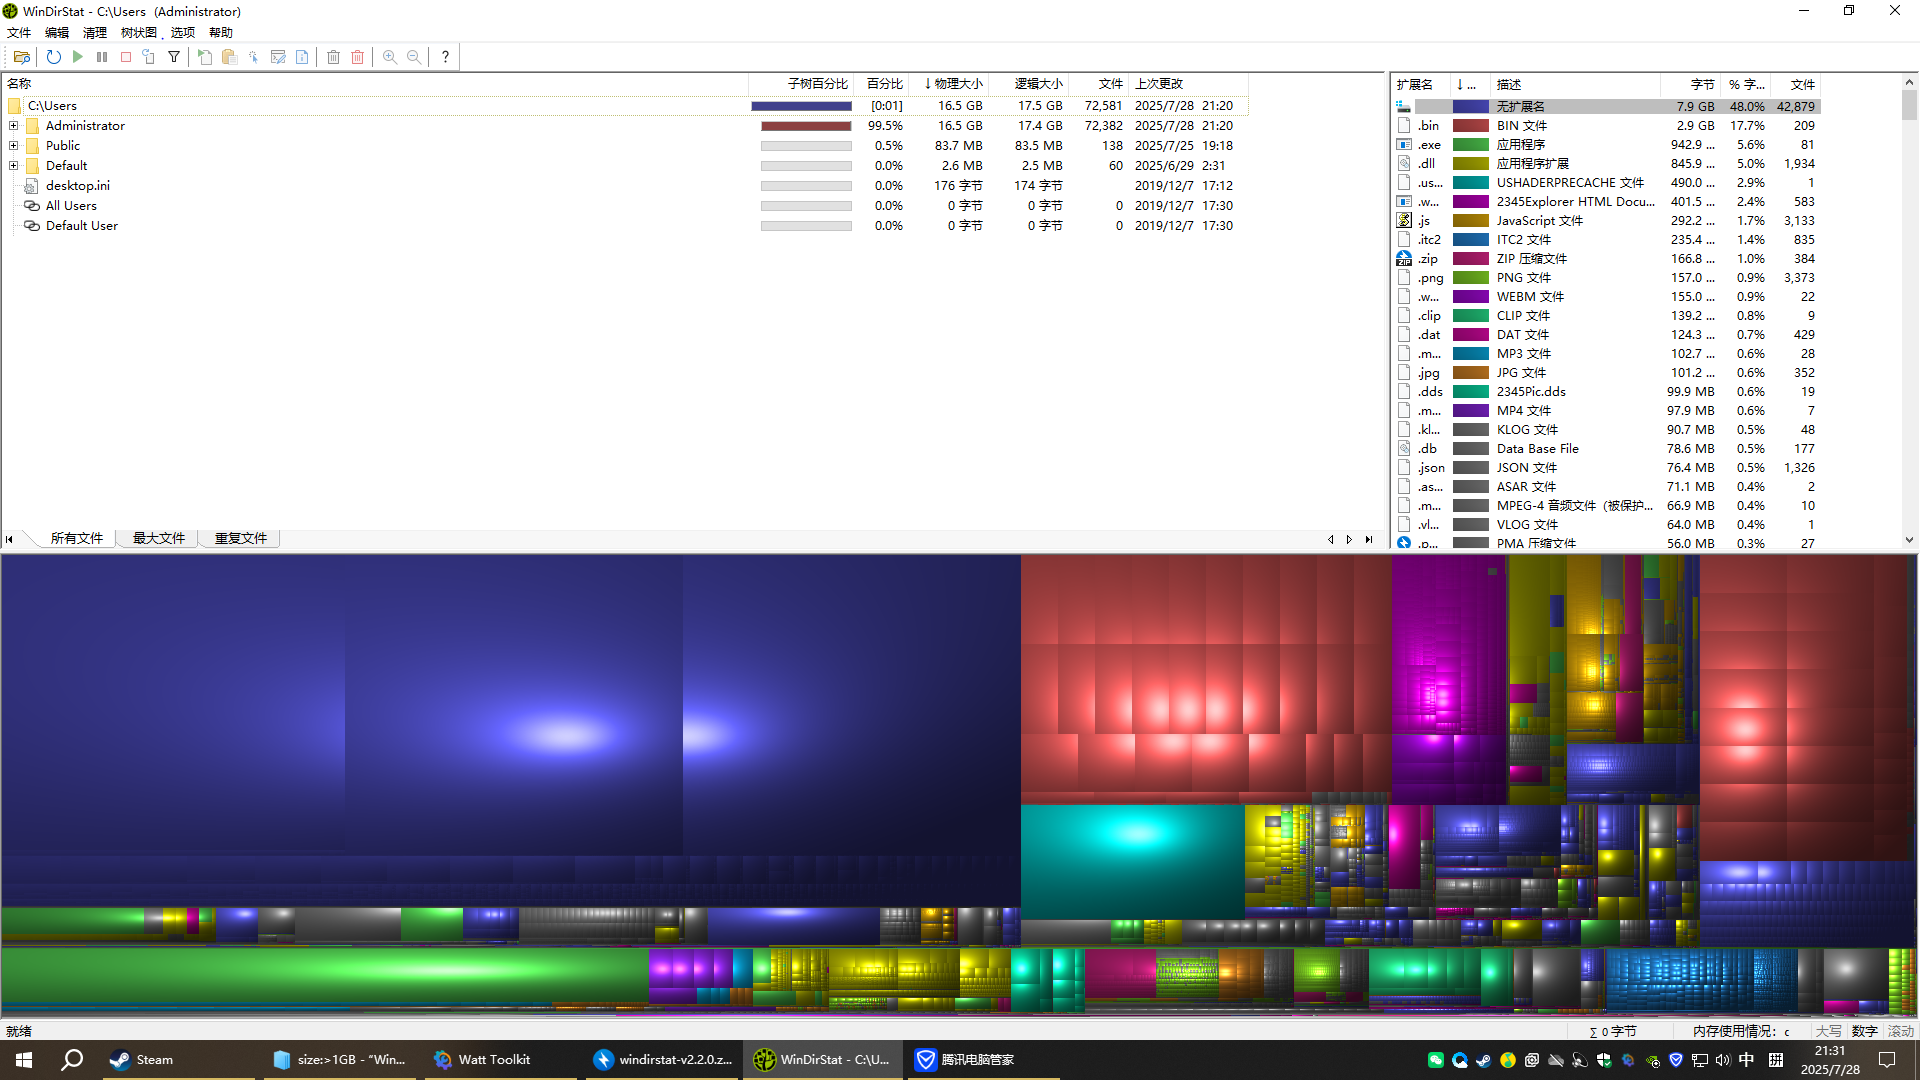 WinDirStat - C:\Users (Administrator)
文件 编辑 清理 树状图 选项 帮助
名称 子树百分比 百分比 ↓物理大小 逻辑大小 文件 上次更改
C:\Users [0:01] 16.5 GB 17.5 GB 72,581 2025/7/28 21:20
Administrator 99.5% 16.5 GB 17.4 GB 72,382 2025/7/28 21:20
Public 0.5% 83.7 MB 83.5 MB 138 2025/7/25 19:18
Default 0.0% 2.6 MB 2.5 MB 60 2025/6/29 2:31
desktop.ini 0.0% 176 字节 174 字节 2019/12/7 17:12
All Users 0.0% 0 字节 0 字节 0 2019/12/7 17:30
Default User 0.0% 0 字节 0 字节 0 2019/12/7 17:30
所有文件 最大文件 重复文件
扩展名 ↓... 描述 字节 % 字... 文件
无扩展名 7.9 GB 48.0% 42,879
.bin BIN 文件 2.9 GB 17.7% 209
.exe 应用程序 942.9 ... 5.6% 81
.dll 应用程序扩展 845.9 ... 5.0% 1,934
.us... USHADERPRECACHE 文件 490.0 ... 2.9% 1
.w... 2345Explorer HTML Docu... 401.5 ... 2.4% 583
.js JavaScript 文件 292.2 ... 1.7% 3,133
.itc2 ITC2 文件 235.4 ... 1.4% 835
.zip ZIP 压缩文件 166.8 ... 1.0% 384
.png PNG 文件 157.0 ... 0.9% 3,373
.w... WEBM 文件 155.0 ... 0.9% 22
.clip CLIP 文件 139.2 ... 0.8% 9
.dat DAT 文件 124.3 ... 0.7% 429
.m... MP3 文件 102.7 ... 0.6% 28
.jpg JPG 文件 101.2 ... 0.6% 352
.dds 2345Pic.dds 99.9 MB 0.6% 19
.m... MP4 文件 97.9 MB 0.6% 7
.kl... KLOG 文件 90.7 MB 0.5% 48
.db Data Base File 78.6 MB 0.5% 177
.json JSON 文件 76.4 MB 0.5% 1,326
.as... ASAR 文件 71.1 MB 0.4% 2
.m... MPEG-4 音频文件（被保护... 66.9 MB 0.4% 10
.vl... VLOG 文件 64.0 MB 0.4% 1
.p... PMA 压缩文件 56.0 MB 0.3% 27
就绪 ∑ 0 字节 内存使用情况: c 大写 数字 滚动
Steam size:>1GB - "Win... Watt Toolkit windirstat-v2.2.0.z... WinDirStat - C:\U... 腾讯电脑管家 中 拼 21:31
2025/7/28